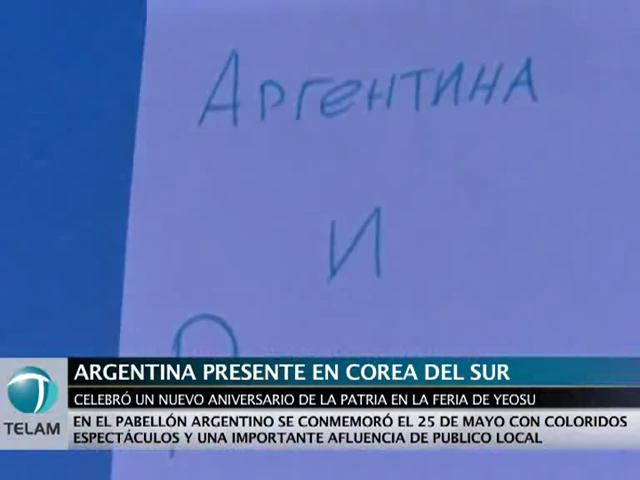 Аргентина
и
ARGENTINA PRESENTE EN COREA DEL SUR
CELEBRÓ UN NUEVO ANIVERSARIO DE LA PATRIA EN LA FERIA DE YEOSU
TELAM
EN EL PABELLÓN ARGENTINO SE CONMEMORÓ EL 25 DE MAYO CON COLORIDOS
ESPECTÁCULOS Y UNA IMPORTANTE AFLUENCIA DE PUBLICO LOCAL